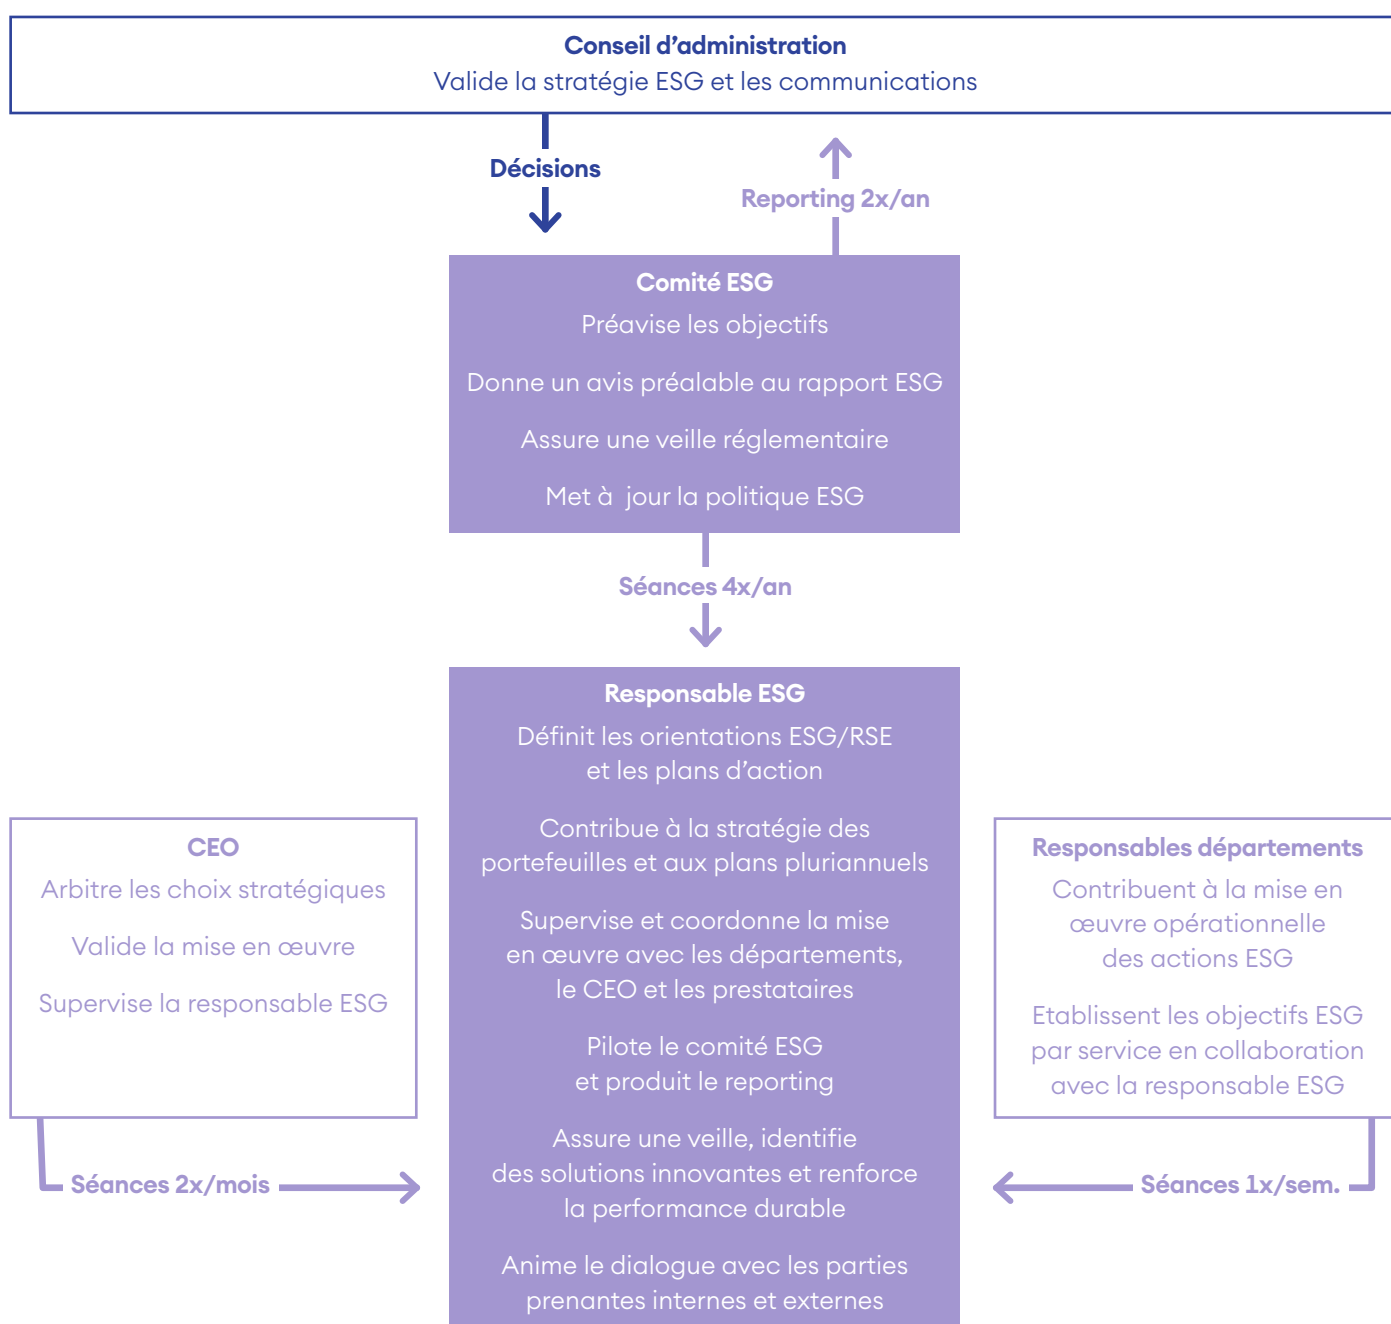 Conseil d’administration
Valide la stratégie ESG et les communications
Décisions
Reporting 2x/an
Comité ESG
Préavise les objectifs
Donne un avis préalable au rapport ESG
Assure une veille réglementaire
Met à  jour la politique ESG
Séances 4x/an
Responsable ESG
Définit les orientations ESG/RSE
et les plans d’action
Contribue à la stratégie des
portefeuilles et aux plans pluriannuels
Supervise et coordonne la mise
en œuvre avec les départements,
le CEO et les prestataires
Pilote le comité ESG
et produit le reporting
Assure une veille, identifie
des solutions innovantes et renforce
la performance durable
Anime le dialogue avec les parties
prenantes internes et externes
CEO
Arbitre les choix stratégiques
Valide la mise en œuvre
Supervise la responsable ESG
Séances 2x/mois
Responsables départements
Contribuent à la mise en
œuvre opérationnelle
des actions ESG
Etablissent les objectifs ESG
par service en collaboration
avec la responsable ESG
Séances 1x/sem.